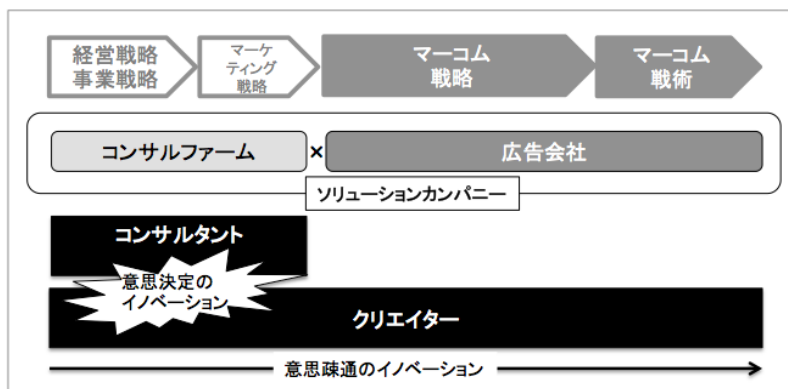 経営戦略
事業戦略
マーケ
ティング
戦略
マーコム
戦略
マーコム
戦術
コンサルファーム
×
広告会社
ソリューションカンパニー
コンサルタント
意思決定の
イノベーション
クリエイター
意思疎通のイノベーション